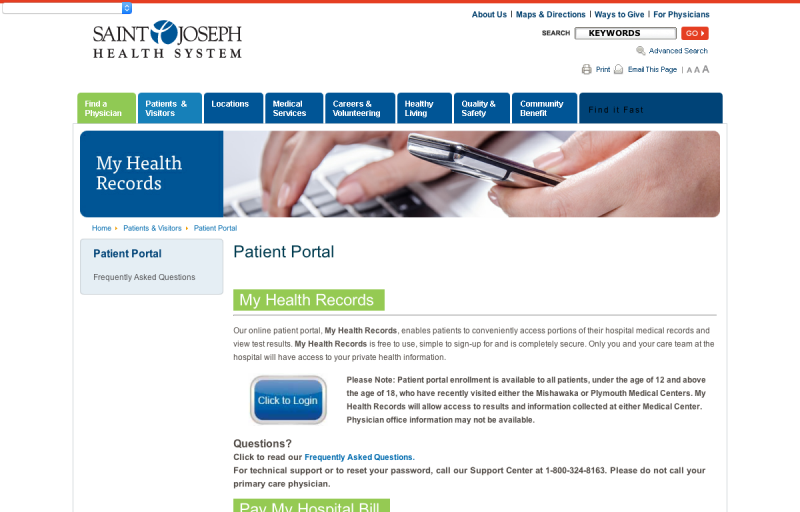 About Us | Maps & Directions | Ways to Give | For Physicians
SAINT JOSEPH
HEALTH SYSTEM
SEARCH KEYWORDS GO
Advanced Search
Print Email This Page | A A A
Find a Physician
Patients & Visitors
Locations
Medical Services
Careers & Volunteering
Healthy Living
Quality & Safety
Community Benefit
Find it Fast
My Health
Records
Home Patients & Visitors Patient Portal
Patient Portal
Frequently Asked Questions
Patient Portal
My Health Records
Our online patient portal, My Health Records, enables patients to conveniently access portions of their hospital medical records and
view test results. My Health Records is free to use, simple to sign-up for and is completely secure. Only you and your care team at the
hospital will have access to your private health information.
Click to Login
Please Note: Patient portal enrollment is available to all patients, under the age of 12 and above
the age of 18, who have recently visited either the Mishawaka or Plymouth Medical Centers. My
Health Records will allow access to results and information collected at either Medical Center.
Physician office information may not be available.
Questions?
Click to read our Frequently Asked Questions.
For technical support or to reset your password, call our Support Center at 1-800-324-8163. Please do not call your
primary care physician.
Pay My Hospital Bill